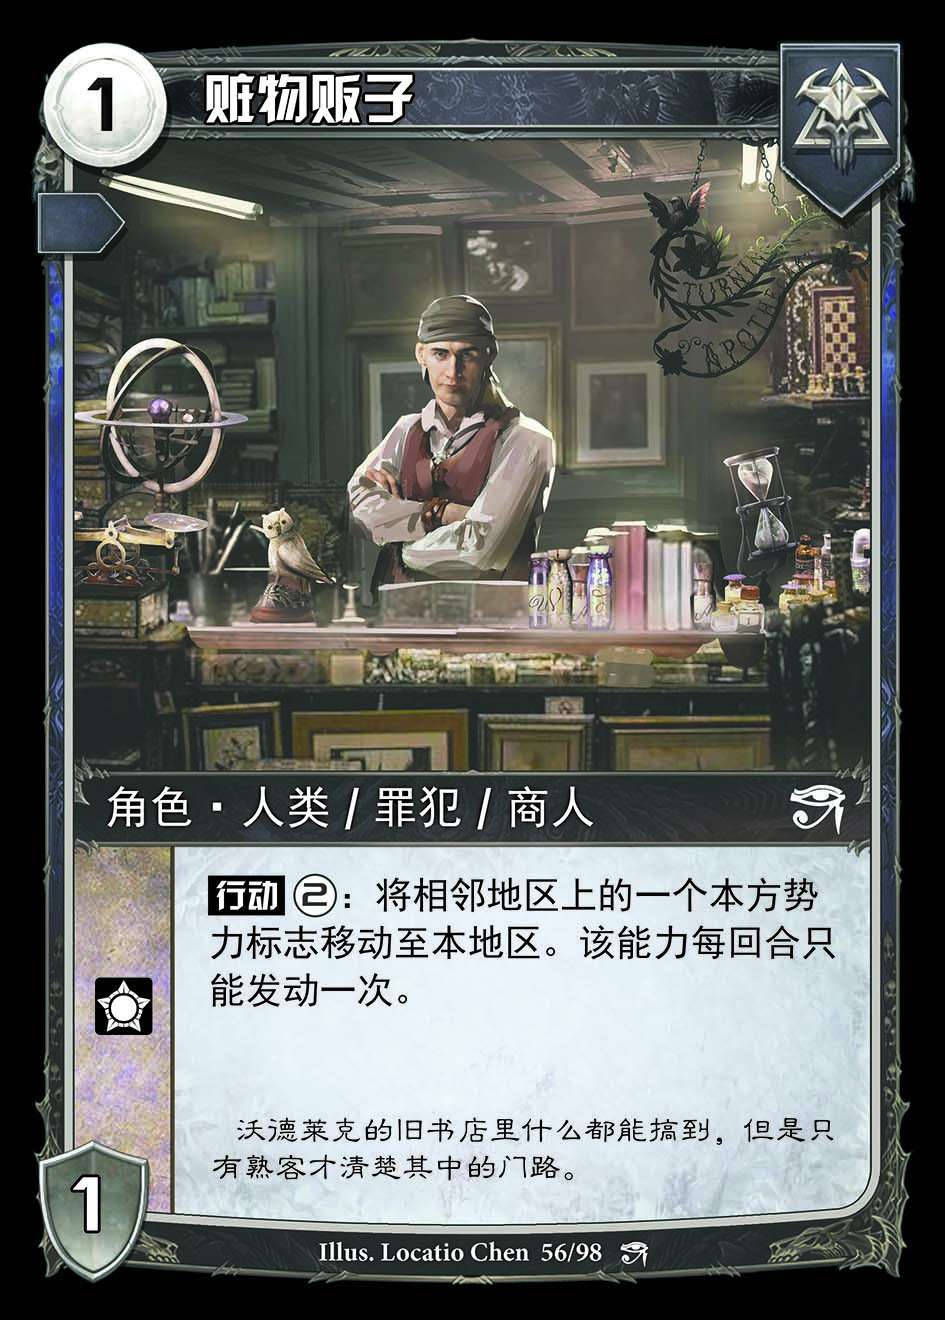 1
赃物贩子
TURNING
APOTHE
角色·人类/罪犯/商人
行动②：将相邻地区上的一个本方势
力标志移动至本地区。该能力每回合只
能发动一次。
沃德莱克的旧书店里什么都能搞到，但是只
有熟客才清楚其中的门路。
1
Illus. Locatio Chen 56/98